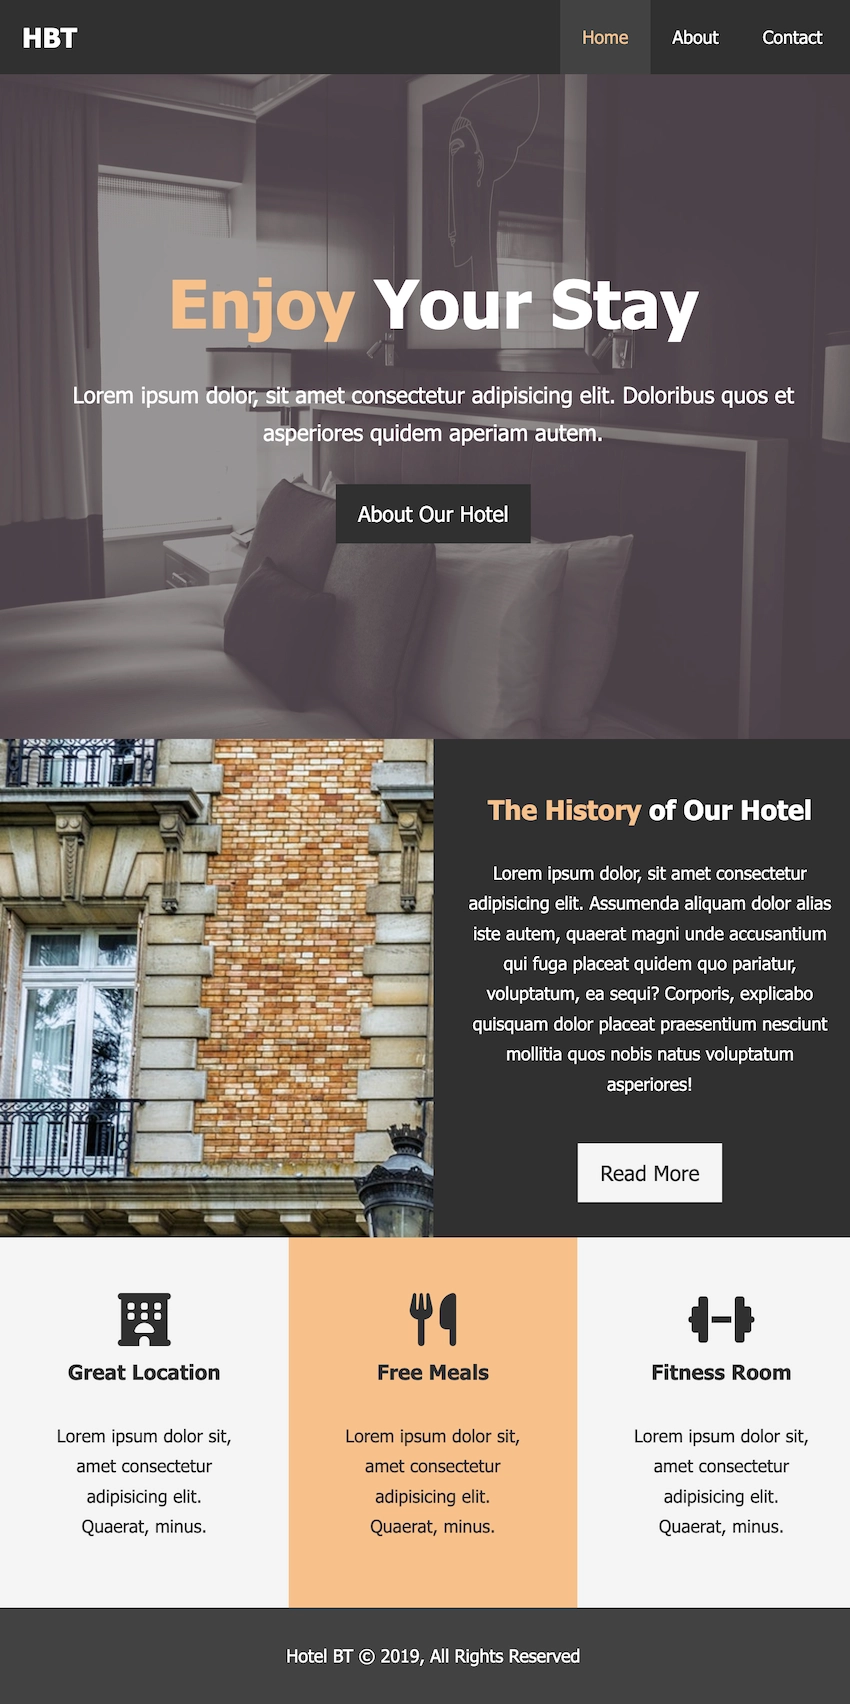 HBT
Home About Contact
Enjoy Your Stay
Lorem ipsum dolor, sit amet consectetur adipisicing elit. Doloribus quos et
asperiores quidem aperiam autem.
About Our Hotel
The History of Our Hotel
Lorem ipsum dolor, sit amet consectetur
adipisicing elit. Assumenda aliquam dolor alias
iste autem, quaerat magni unde accusantium
qui fuga placeat quidem quo pariatur,
voluptatum, ea sequi? Corporis, explicabo
quisquam dolor placeat praesentium nesciunt
mollitia quos nobis natus voluptatum
asperiores!
Read More
Great Location
Lorem ipsum dolor sit,
amet consectetur
adipisicing elit.
Quaerat, minus.
Free Meals
Lorem ipsum dolor sit,
amet consectetur
adipisicing elit.
Quaerat, minus.
Fitness Room
Lorem ipsum dolor sit,
amet consectetur
adipisicing elit.
Quaerat, minus.
Hotel BT © 2019, All Rights Reserved